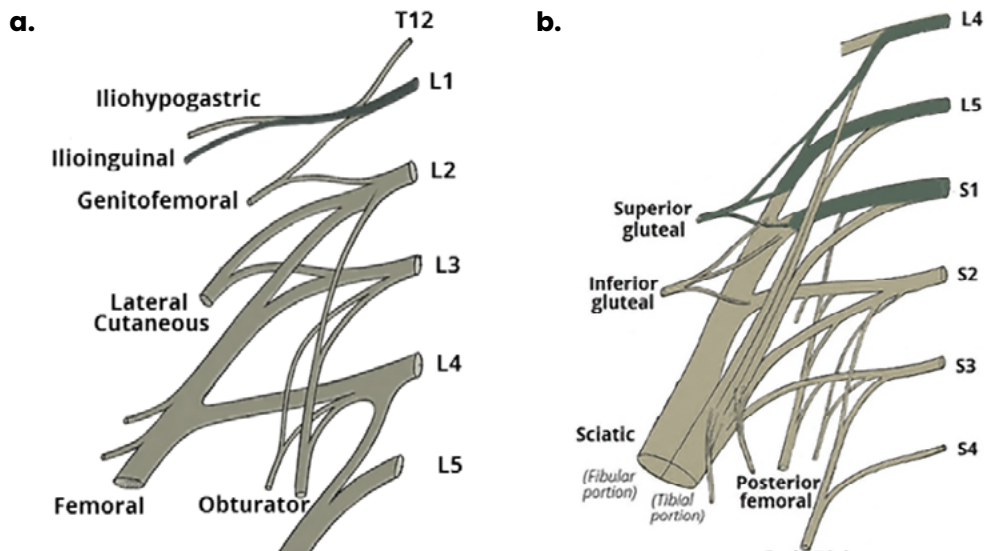 a.
T12
L1
Iliohypogastric
Ilioinguinal
L2
Genitofemoral
L3
Lateral
Cutaneous
L4
L5
Femoral
Obturator
b.
L4
L5
S1
Superior
gluteal
S2
Inferior
gluteal
S3
Sciatic
S4
(Fibular
portion)
(Tibial
portion)
Posterior
femoral